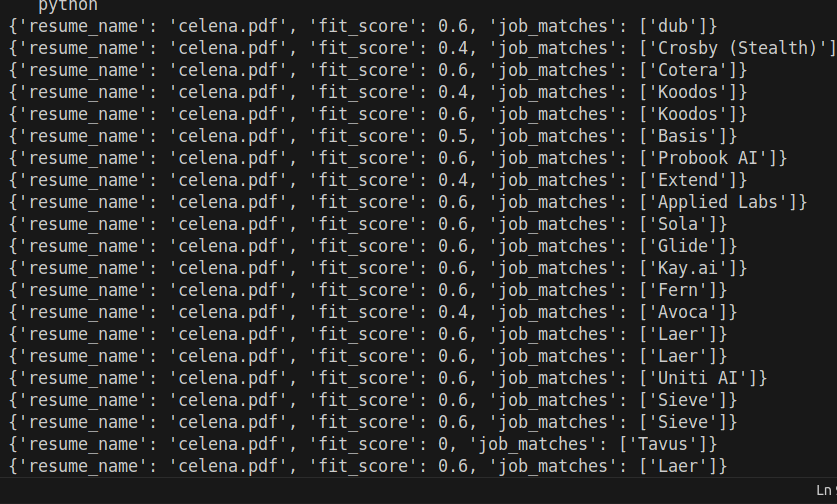 python
{'resume_name': 'celena.pdf', 'fit_score': 0.6, 'job_matches': ['dub']}
{'resume_name': 'celena.pdf', 'fit_score': 0.4, 'job_matches': ['Crosby (Stealth)']
{'resume_name': 'celena.pdf', 'fit_score': 0.6, 'job_matches': ['Cotera']}
{'resume_name': 'celena.pdf', 'fit_score': 0.4, 'job_matches': ['Koodos']}
{'resume_name': 'celena.pdf', 'fit_score': 0.6, 'job_matches': ['Koodos']}
{'resume_name': 'celena.pdf', 'fit_score': 0.5, 'job_matches': ['Basis']}
{'resume_name': 'celena.pdf', 'fit_score': 0.6, 'job_matches': ['Probook AI']}
{'resume_name': 'celena.pdf', 'fit_score': 0.4, 'job_matches': ['Extend']}
{'resume_name': 'celena.pdf', 'fit_score': 0.6, 'job_matches': ['Applied Labs']}
{'resume_name': 'celena.pdf', 'fit_score': 0.6, 'job_matches': ['Sola']}
{'resume_name': 'celena.pdf', 'fit_score': 0.6, 'job_matches': ['Glide']}
{'resume_name': 'celena.pdf', 'fit_score': 0.6, 'job_matches': ['Kay.ai']}
{'resume_name': 'celena.pdf', 'fit_score': 0.6, 'job_matches': ['Fern']}
{'resume_name': 'celena.pdf', 'fit_score': 0.4, 'job_matches': ['Avoca']}
{'resume_name': 'celena.pdf', 'fit_score': 0.6, 'job_matches': ['Laer']}
{'resume_name': 'celena.pdf', 'fit_score': 0.6, 'job_matches': ['Laer']}
{'resume_name': 'celena.pdf', 'fit_score': 0.6, 'job_matches': ['Uniti AI']}
{'resume_name': 'celena.pdf', 'fit_score': 0.6, 'job_matches': ['Sieve']}
{'resume_name': 'celena.pdf', 'fit_score': 0.6, 'job_matches': ['Sieve']}
{'resume_name': 'celena.pdf', 'fit_score': 0, 'job_matches': ['Tavus']}
{'resume_name': 'celena.pdf', 'fit_score': 0.6, 'job_matches': ['Laer']}
Ln